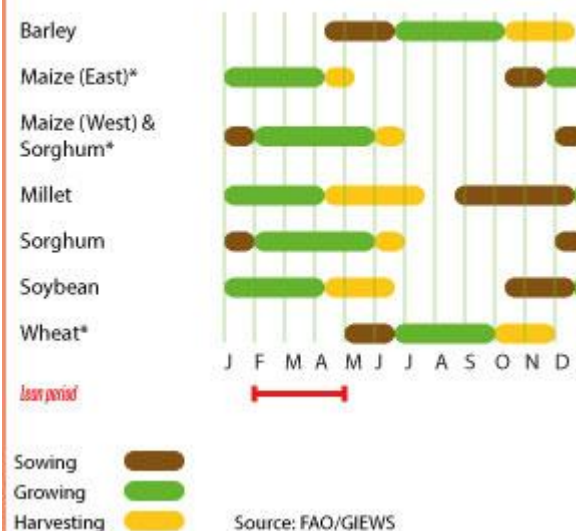 Barley
Maize (East)*
Maize (West) &
Sorghum*
Millet
Sorghum
Soybean
Wheat*
J F M A M J J A S O N D
Lean period
Sowing
Growing
Harvesting
Source: FAO/GIEWS